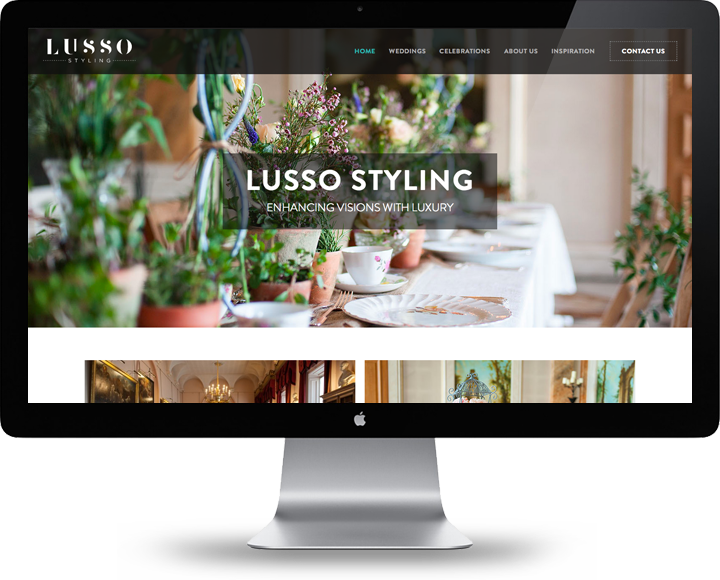 LUSSO
STYLING
HOME WEDDINGS CELEBRATIONS ABOUT US INSPIRATION CONTACT US
LUSSO STYLING
ENHANCING VISIONS WITH LUXURY